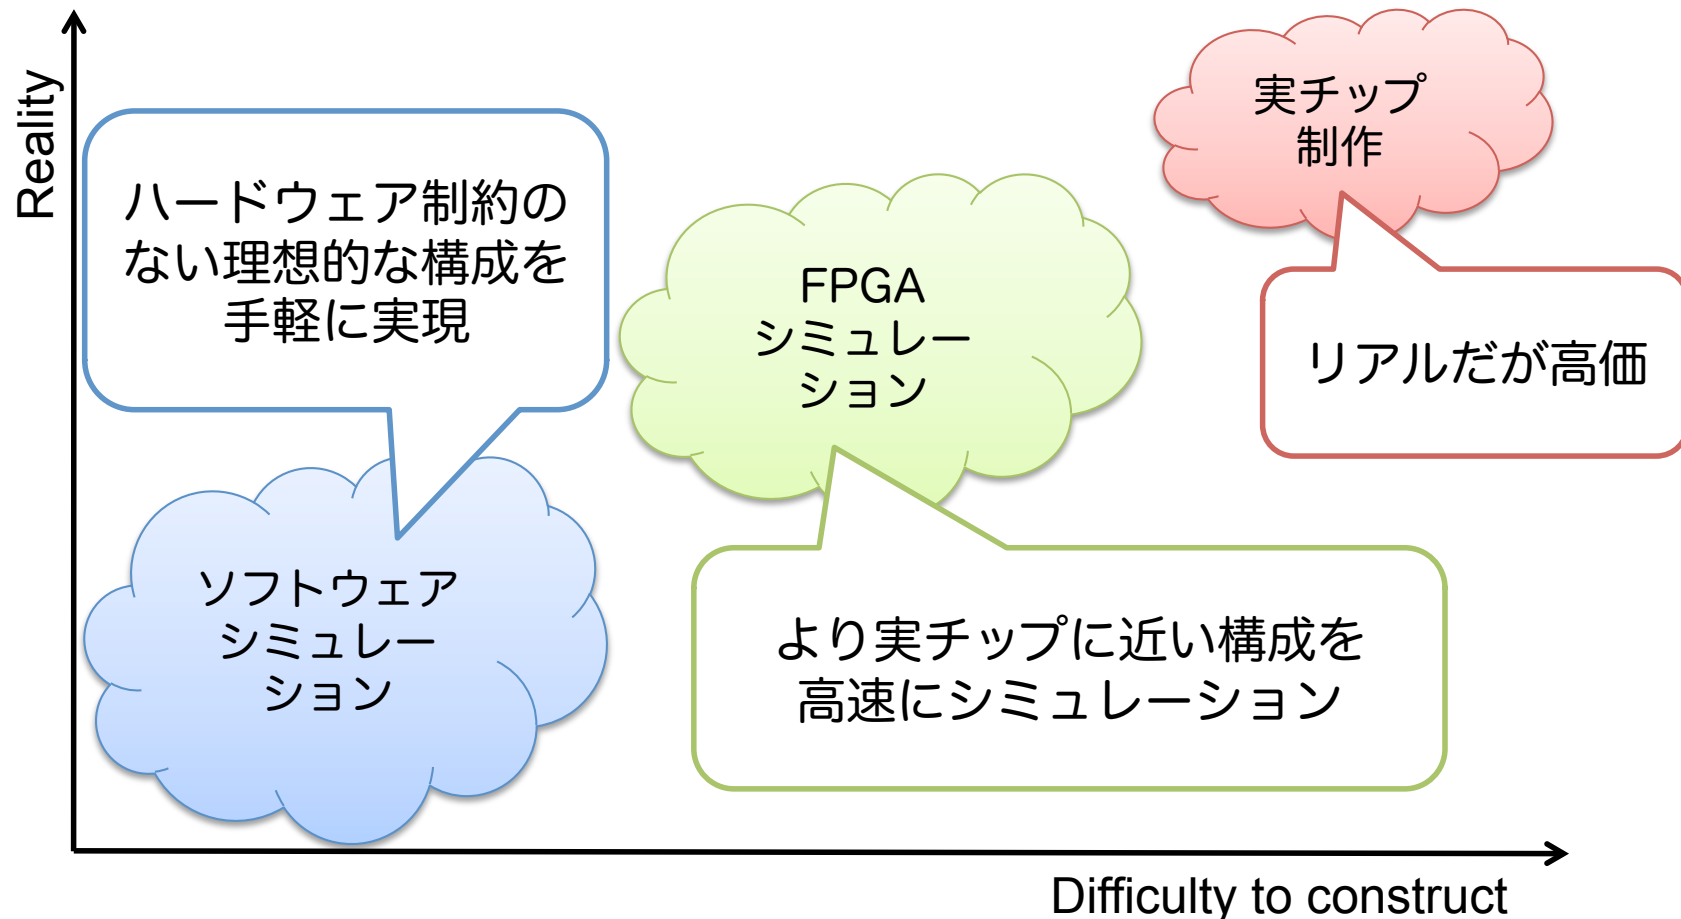 Reality
ハードウェア制約の
ない理想的な構成を
手軽に実現
ソフトウェア
シミュレー
ション
FPGA
シミュレー
ション
より実チップに近い構成を
高速にシミュレーション
実チップ
制作
リアルだが高価
Difficulty to construct